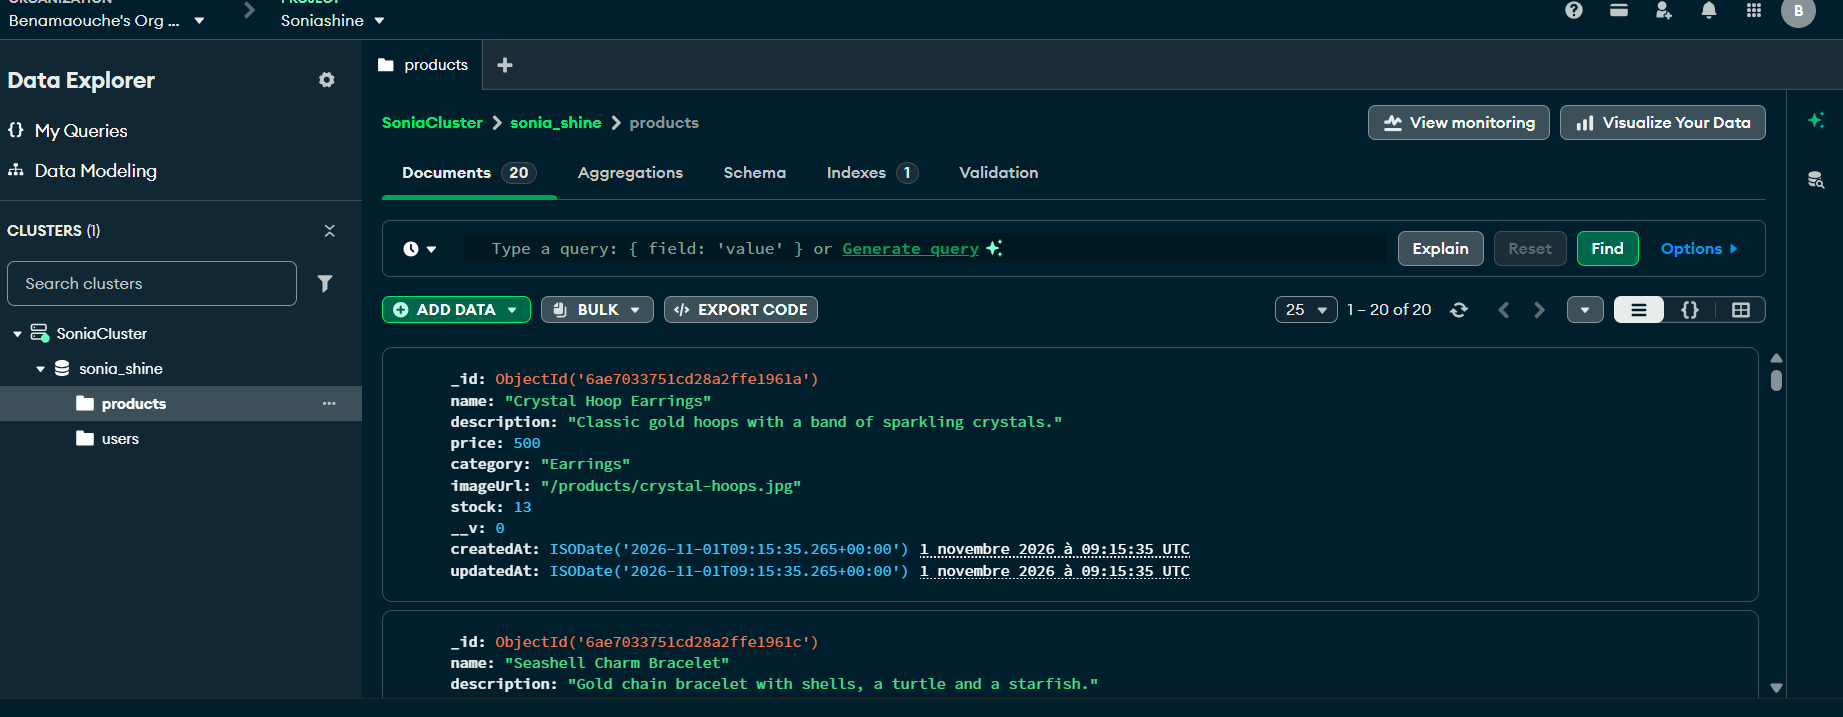 ORGANIZATION
PROJECT
Benamaouche's Org ...
Soniashine
B
Data Explorer
My Queries
Data Modeling
CLUSTERS (1)
Search clusters
SoniaCluster
sonia_shine
products
users
products
SoniaCluster > sonia_shine > products
View monitoring
Visualize Your Data
Documents 20
Aggregations
Schema
Indexes 1
Validation
Type a query: { field: 'value' } or Generate query
Explain
Reset
Find
Options
ADD DATA
BULK
EXPORT CODE
25
1 – 20 of 20
_id: ObjectId('6ae7033751cd28a2ffe1961a')
name: "Crystal Hoop Earrings"
description: "Classic gold hoops with a band of sparkling crystals."
price: 500
category: "Earrings"
imageUrl: "/products/crystal-hoops.jpg"
stock: 13
__v: 0
createdAt: ISODate('2026-11-01T09:15:35.265+00:00') 1 novembre 2026 à 09:15:35 UTC
updatedAt: ISODate('2026-11-01T09:15:35.265+00:00') 1 novembre 2026 à 09:15:35 UTC
_id: ObjectId('6ae7033751cd28a2ffe1961c')
name: "Seashell Charm Bracelet"
description: "Gold chain bracelet with shells, a turtle and a starfish."